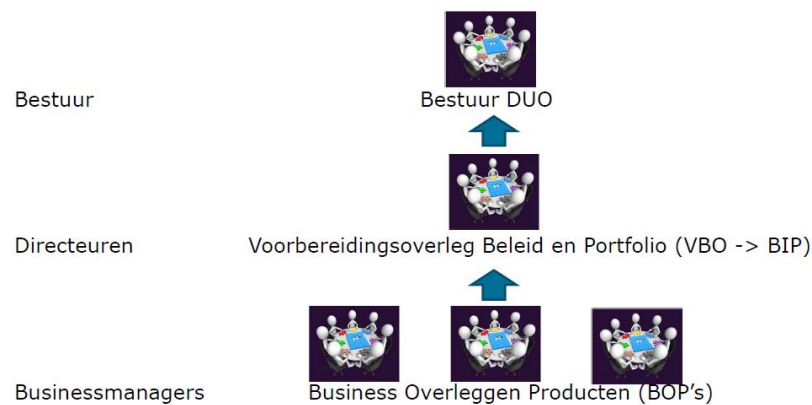 Bestuur Bestuur DUO
Directeuren Voorbereidingsoverleg Beleid en Portfolio (VBO -> BIP)
Businessmanagers Business Overleggen Producten (BOP's)